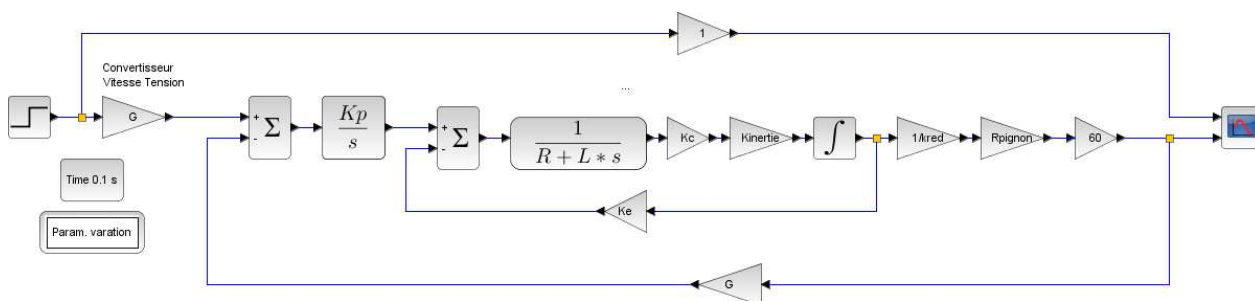 1
Convertisseur
Vitesse Tension
...
G
+
-
Σ
Kp
s
+
-
Σ
1
R + L * s
Kc
Kinertie
∫
1/kred
Rpignon
60
Time 0.1 s
Ke
Param. varation
G